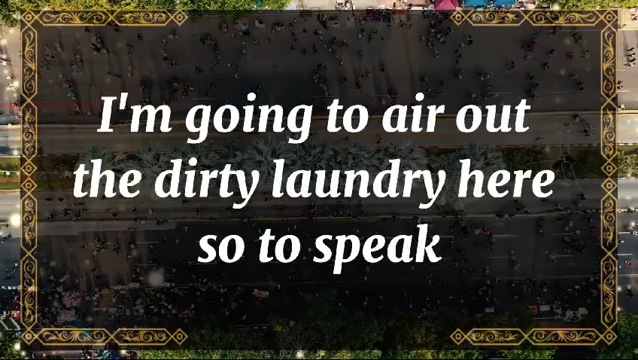 I'm going to air out
the dirty laundry here
so to speak